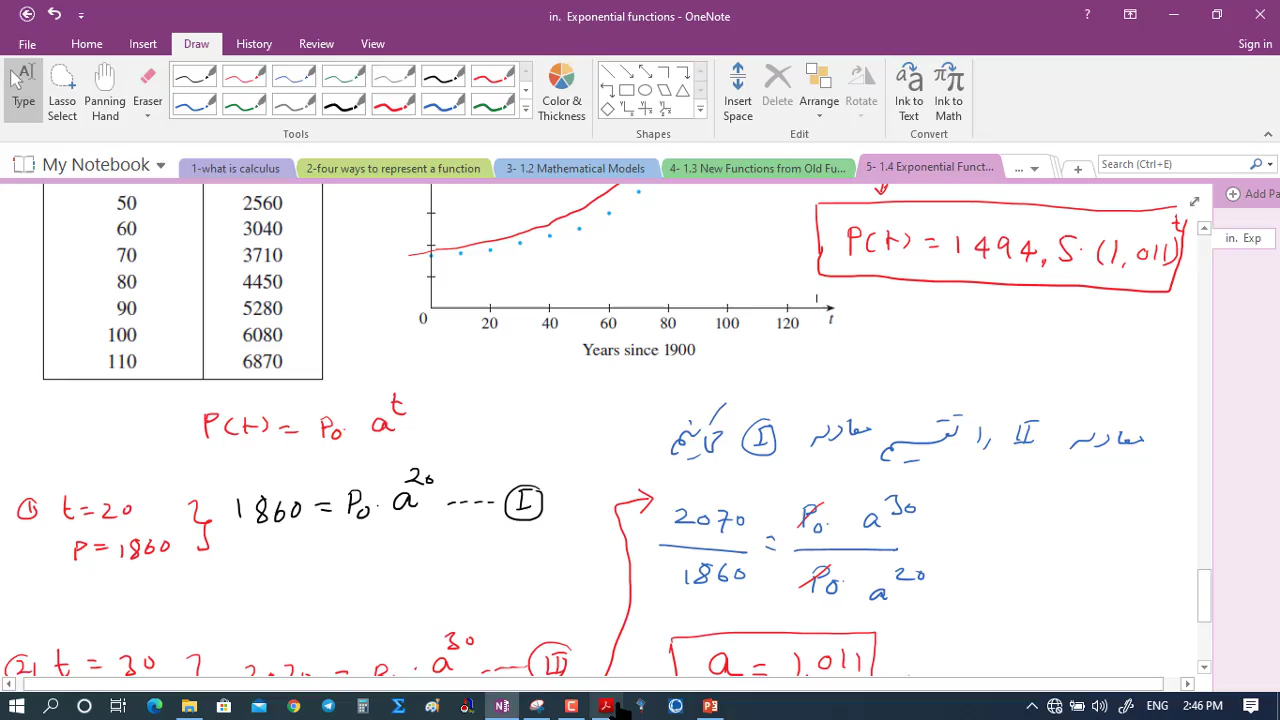 in. Exponential functions - OneNote
?
Sign in
File Home Insert Draw History Review View
Type
Lasso Select
Panning Hand
Eraser
Color & Thickness
Insert Space
Delete
Arrange
Rotate
Ink to Text
Ink to Math
Tools
Shapes
Edit
Convert
My Notebook
1-what is calculus
2-four ways to represent a function
3- 1.2 Mathematical Models
4- 1.3 New Functions from Old Fu...
5- 1.4 Exponential Funct...
...
Search (Ctrl+E)
Add Pa
in. Exp
50 2560
60 3040
70 3710
80 4450
90 5280
100 6080
110 6870
0 20 40 60 80 100 120 t
Years since 1900
P(t) = 1494,5·(1,011)^t
P(t) = P₀· a^t
① t=20
P=1860
1860 = P₀· a^20 ---- Ⅰ
معادله II را تقسیم معادله Ⅰ
2070/1860 = P₀ a^30 / P₀ a^20
(2) t = 30
a^30 --- Ⅱ
a = 1,011
2:46 PM